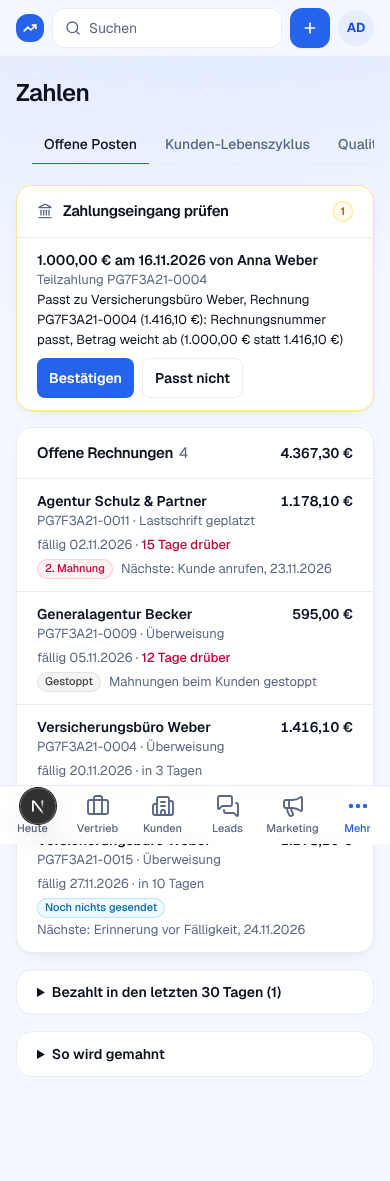 Suchen
+
AD
Zahlen
Offene Posten
Kunden-Lebenszyklus
Zahlungseingang prüfen
1
1.000,00 € am 16.11.2026 von Anna Weber
Teilzahlung PG7F3A21-0004
Passt zu Versicherungsbüro Weber, Rechnung
PG7F3A21-0004 (1.416,10 €): Rechnungsnummer
passt, Betrag weicht ab (1.000,00 € statt 1.416,10 €)
Bestätigen
Passt nicht
Offene Rechnungen 4
4.367,30 €
Agentur Schulz & Partner
1.178,10 €
PG7F3A21-0011 · Lastschrift geplatzt
fällig 02.11.2026 · 15 Tage drüber
2. Mahnung
Nächste: Kunde anrufen, 23.11.2026
Generalagentur Becker
595,00 €
PG7F3A21-0009 · Überweisung
fällig 05.11.2026 · 12 Tage drüber
Gestoppt
Mahnungen beim Kunden gestoppt
Versicherungsbüro Weber
1.416,10 €
PG7F3A21-0004 · Überweisung
fällig 20.11.2026 · in 3 Tagen
N
Heute
Vertrieb
Kunden
Leads
Marketing
Mehr
PG7F3A21-0015 · Überweisung
fällig 27.11.2026 · in 10 Tagen
Noch nichts gesendet
Nächste: Erinnerung vor Fälligkeit, 24.11.2026
Bezahlt in den letzten 30 Tagen (1)
So wird gemahnt